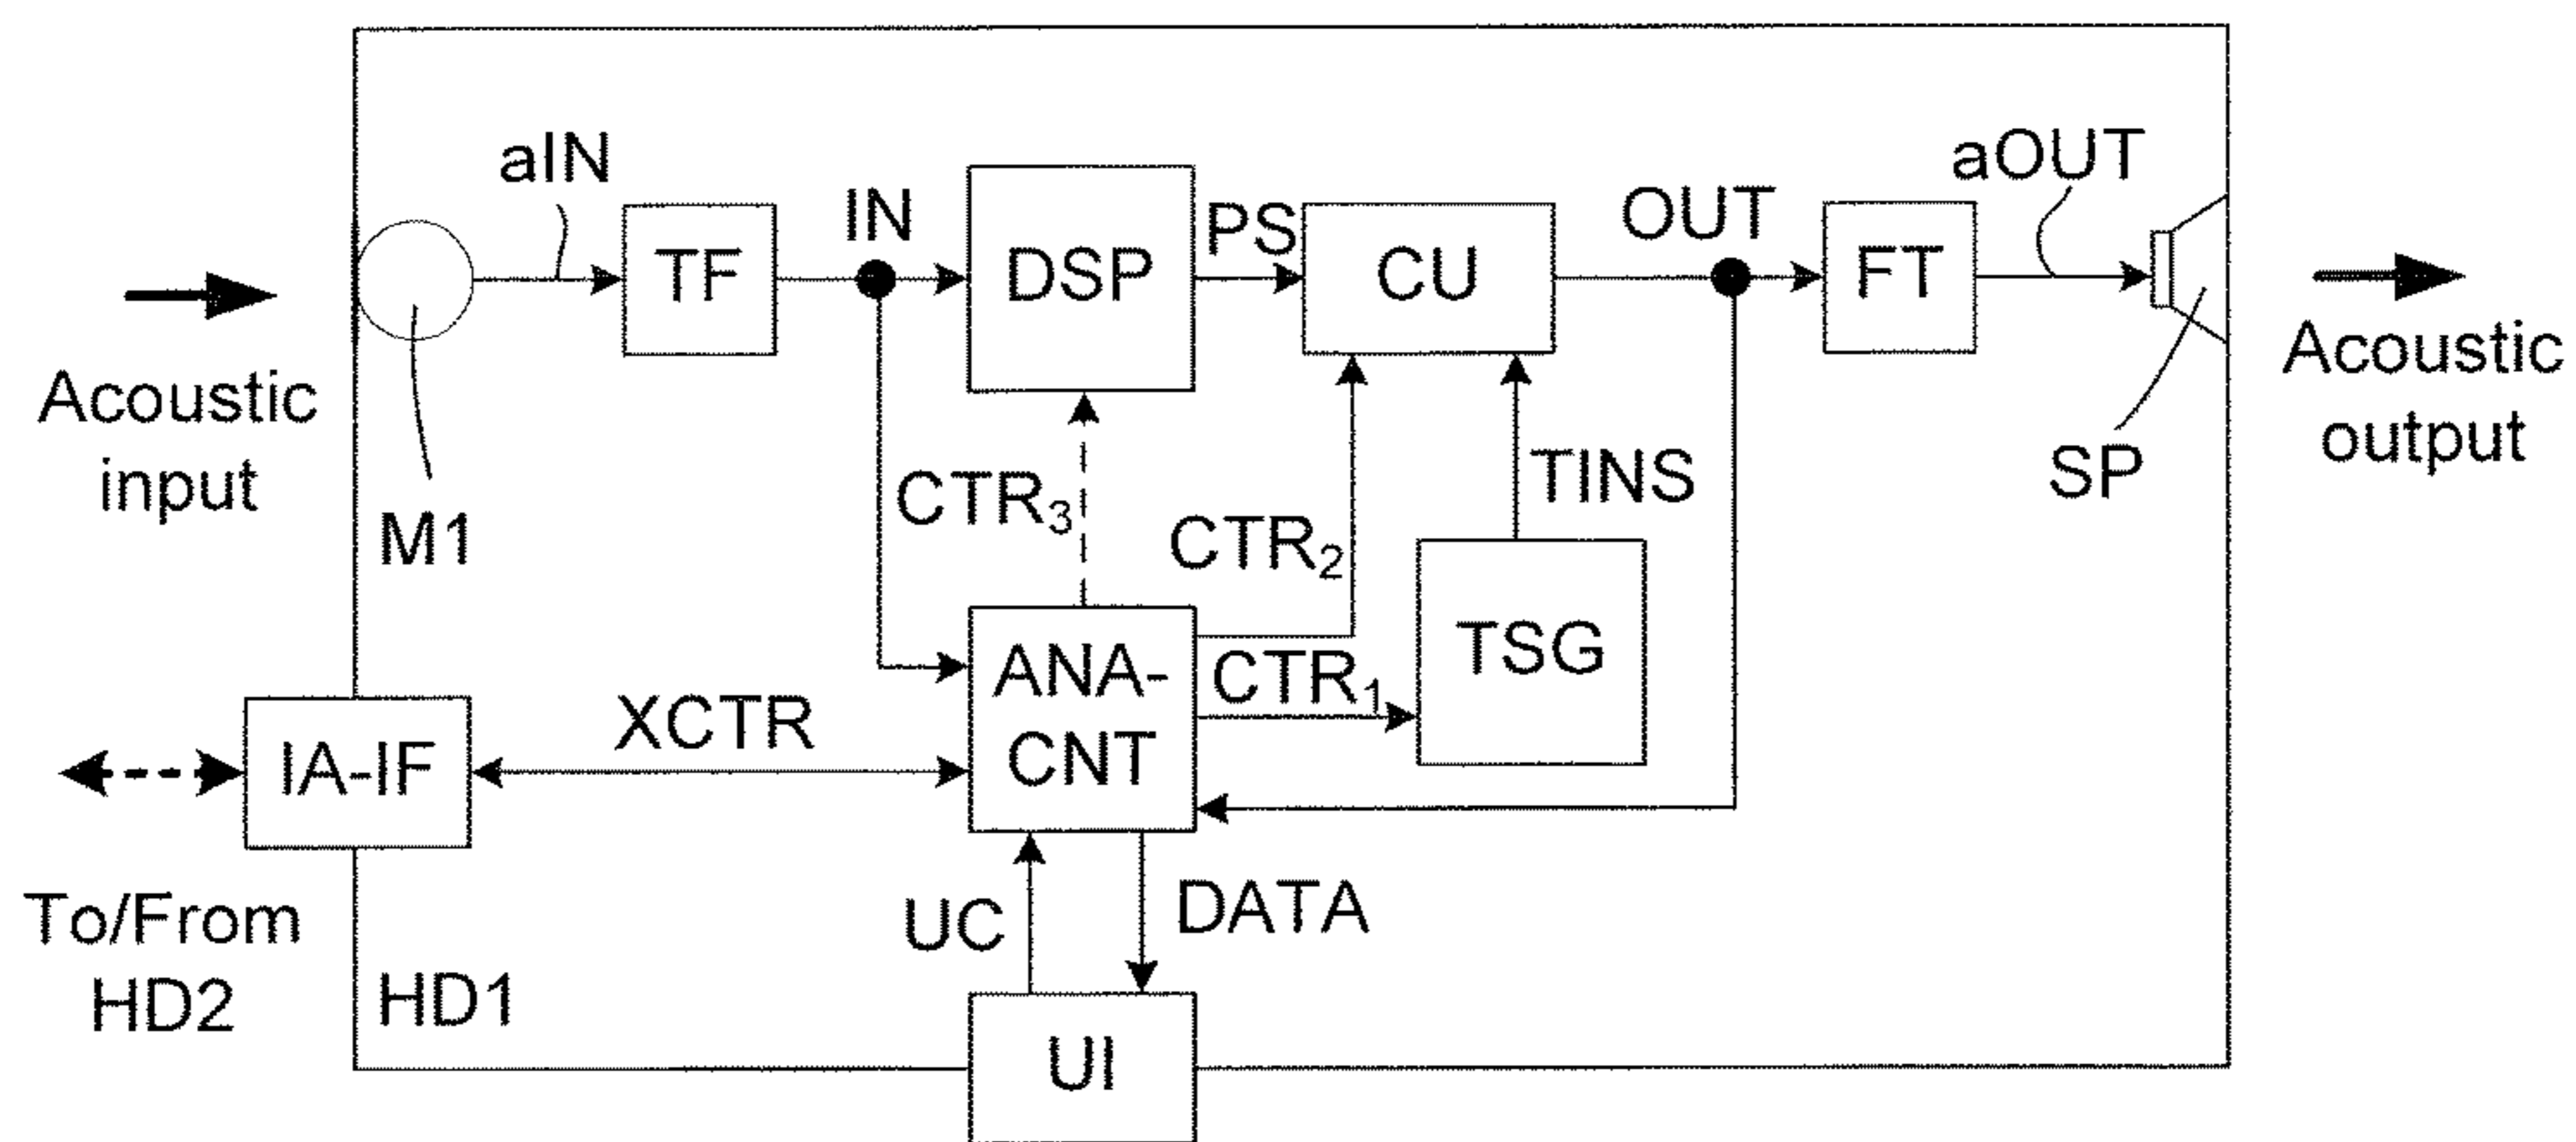 aIN
aOUT
IN
PS
OUT
TF
DSP
CU
FT
Acoustic
input
Acoustic
output
M1
CTR3
CTR2
TINS
SP
ANA-
CNT
CTR1
TSG
XCTR
IA-IF
To/From
HD2
HD1
UC
DATA
UI